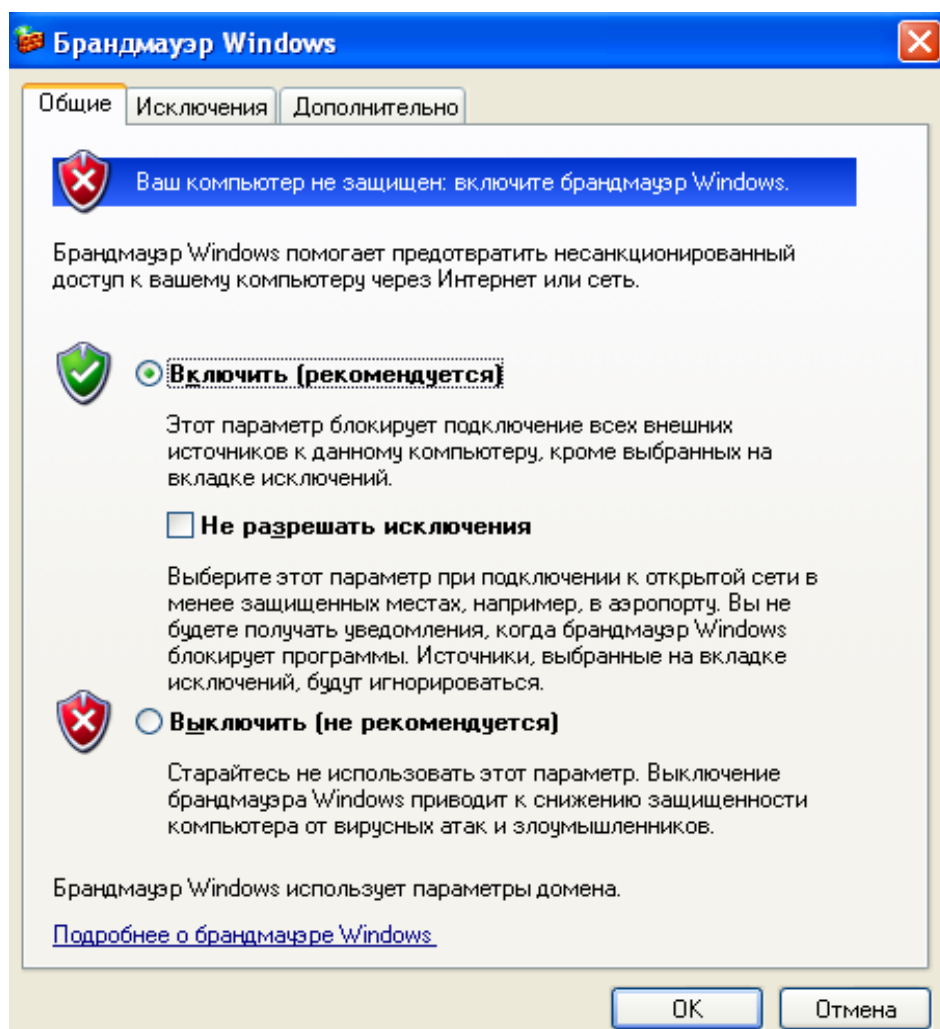 Брандмауэр Windows
Общие Исключения Дополнительно
Ваш компьютер не защищен: включите брандмауэр Windows.
Брандмауэр Windows помогает предотвратить несанкционированный
доступ к вашему компьютеру через Интернет или сеть.
Включить (рекомендуется)
Этот параметр блокирует подключение всех внешних
источников к данному компьютеру, кроме выбранных на
вкладке исключений.
Не разрешать исключения
Выберите этот параметр при подключении к открытой сети в
менее защищенных местах, например, в аэропорту. Вы не
будете получать уведомления, когда брандмауэр Windows
блокирует программы. Источники, выбранные на вкладке
исключений, будут игнорироваться.
Выключить (не рекомендуется)
Старайтесь не использовать этот параметр. Выключение
брандмауэра Windows приводит к снижению защищенности
компьютера от вирусных атак и злоумышленников.
Брандмауэр Windows использует параметры домена.
Подробнее о брандмауэре Windows
OK Отмена